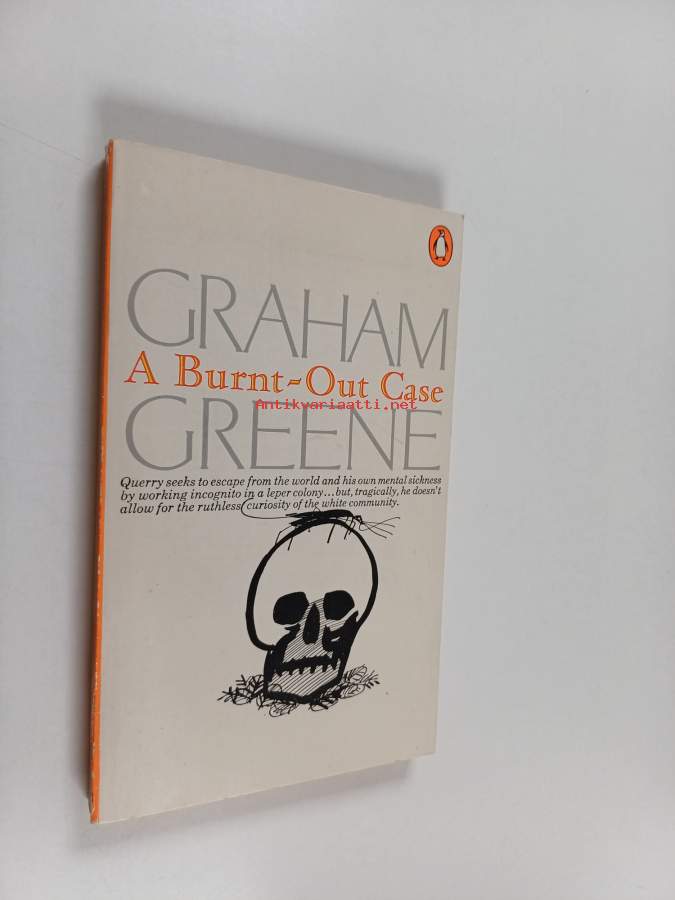 GRAHAM
A Burnt-Out Case
Antikvariaatti.net
GREENE
Querry seeks to escape from the world and his own mental sickness
by working incognito in a leper colony...but, tragically, he doesn't
allow for the ruthless curiosity of the white community.